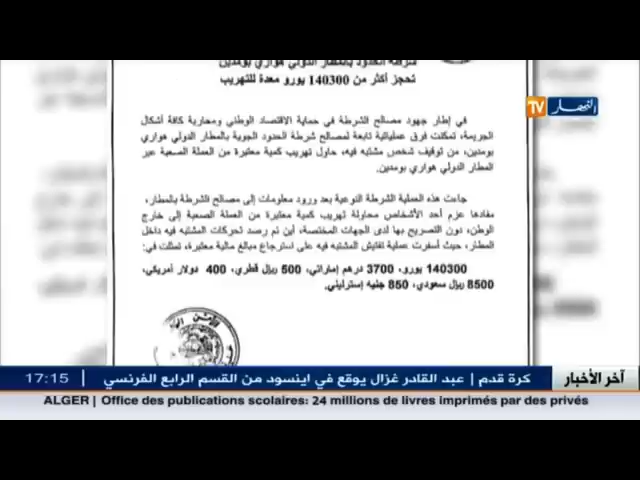 شرطة الحدود بالمطار الدولي هواري بومدين
تحجز أكثر من 140300 يورو معدة للتهريب
في إطار جهود مصالح الشرطة في حماية الاقتصاد الوطني ومحاربة كافة أشكال
الجريمة، تمكنت فرق عملياتية تابعة لمصالح شرطة الحدود الجوية بالمطار الدولي هواري
بومدين، من توقيف شخص مشتبه فيه، حاول تهريب كمية معتبرة من العملة الصعبة عبر
المطار الدولي هواري بومدين.
جاءت هذه العملية الشرطية النوعية بعد ورود معلومات إلى مصالح الشرطة بالمطار،
مفادها عزم أحد الأشخاص محاولة تهريب كمية معتبرة من العملة الصعبة إلى خارج
الوطن، دون التصريح بها لدى الجهات المختصة، أين تم رصد تحركات المشتبه فيه داخل
المطار، حيث أسفرت عملية تفتيش المشتبه فيه على استرجاع مبالغ مالية معتبرة، تمثلت في:
140300 يورو، 3700 درهم إماراتي، 500 ريال قطري، 400 دولار أمريكي،
8500 ريال سعودي، 850 جنيه إسترليني.
النهار TV
آخر الأخبار
كرة قدم | عبد القادر غزال يوقع في اينسود من القسم الرابع الفرنسي
17:15
ALGER | Office des publications scolaires: 24 millions de livres imprimés par des privés